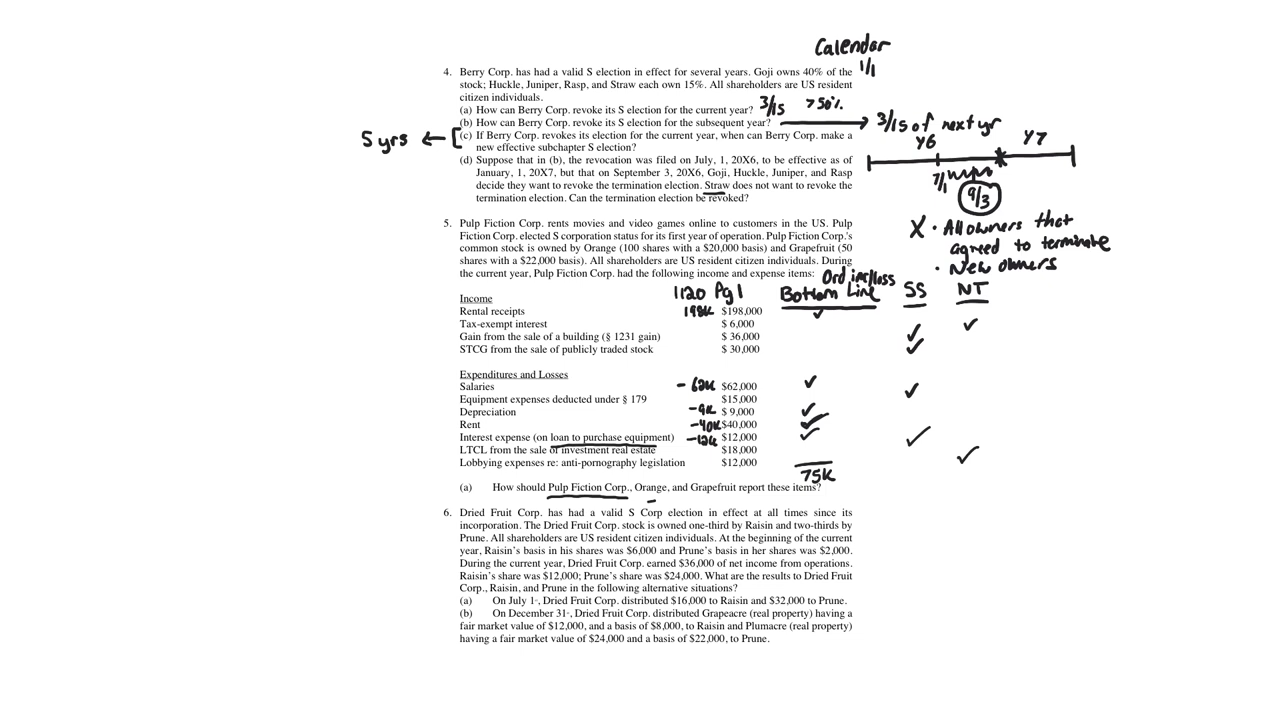 Calendar
1/1
4. Berry Corp. has had a valid S election in effect for several years. Goji owns 40% of the
stock; Huckle, Juniper, Rasp, and Straw each own 15%. All shareholders are US resident
citizen individuals.
(a) How can Berry Corp. revoke its S election for the current year? 3/15 >50%
(b) How can Berry Corp. revoke its S election for the subsequent year? → 3/15 of next yr
5 yrs ← [ (c) If Berry Corp. revokes its election for the current year, when can Berry Corp. make a
new effective subchapter S election?
Y6 Y7
(d) Suppose that in (b), the revocation was filed on July, 1, 20X6, to be effective as of
January, 1, 20X7, but that on September 3, 20X6, Goji, Huckle, Juniper, and Rasp
decide they want to revoke the termination election. Straw does not want to revoke the
termination election. Can the termination election be revoked?
7/1
9/3
X • All owners that
agreed to terminate
• New owners
5. Pulp Fiction Corp. rents movies and video games online to customers in the US. Pulp
Fiction Corp. elected S corporation status for its first year of operation. Pulp Fiction Corp.'s
common stock is owned by Orange (100 shares with a $20,000 basis) and Grapefruit (50
shares with a $22,000 basis). All shareholders are US resident citizen individuals. During
the current year, Pulp Fiction Corp. had the following income and expense items:
Ord inc/loss
1120 Pg 1 Bottom Line SS NT
Income
Rental receipts 198K $198,000 ✓
Tax-exempt interest $ 6,000 ✓
Gain from the sale of a building (§ 1231 gain) $ 36,000 ✓
STCG from the sale of publicly traded stock $ 30,000 ✓
Expenditures and Losses
Salaries - 62K $62,000 ✓
Equipment expenses deducted under § 179 $15,000 ✓
Depreciation -9K $ 9,000 ✓
Rent -40K $40,000 ✓
Interest expense (on loan to purchase equipment) -12K $12,000 ✓
LTCL from the sale of investment real estate $18,000 ✓
Lobbying expenses re: anti-pornography legislation $12,000 ✓
75K
(a) How should Pulp Fiction Corp., Orange, and Grapefruit report these items?
6. Dried Fruit Corp. has had a valid S Corp election in effect at all times since its
incorporation. The Dried Fruit Corp. stock is owned one-third by Raisin and two-thirds by
Prune. All shareholders are US resident citizen individuals. At the beginning of the current
year, Raisin's basis in his shares was $6,000 and Prune's basis in her shares was $2,000.
During the current year, Dried Fruit Corp. earned $36,000 of net income from operations.
Raisin's share was $12,000; Prune's share was $24,000. What are the results to Dried Fruit
Corp., Raisin, and Prune in the following alternative situations?
(a) On July 1, Dried Fruit Corp. distributed $16,000 to Raisin and $32,000 to Prune.
(b) On December 31, Dried Fruit Corp. distributed Grapeacre (real property) having a
fair market value of $12,000, and a basis of $8,000, to Raisin and Plumacre (real property)
having a fair market value of $24,000 and a basis of $22,000, to Prune.